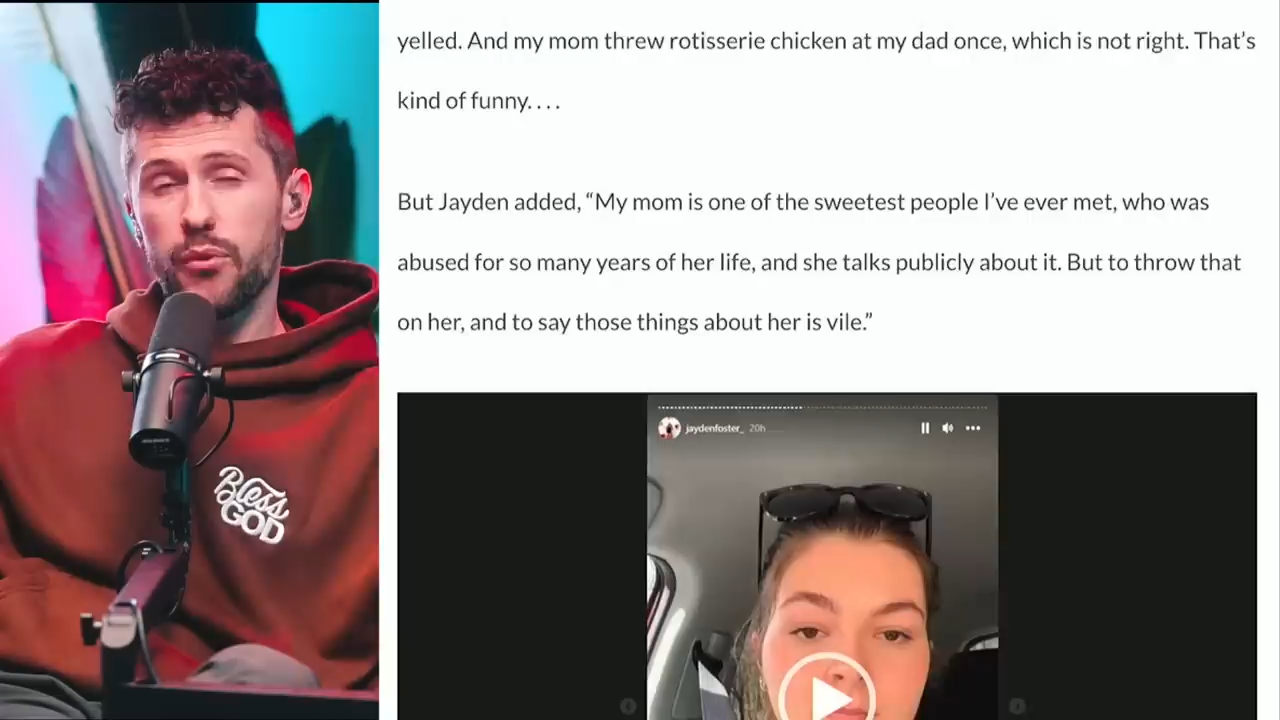 yelled. And my mom threw rotisserie chicken at my dad once, which is not right. That’s
kind of funny. . . .
But Jayden added, “My mom is one of the sweetest people I’ve ever met, who was
abused for so many years of her life, and she talks publicly about it. But to throw that
on her, and to say those things about her is vile.”
jaydenfoster_ 20h
Bless
GOD